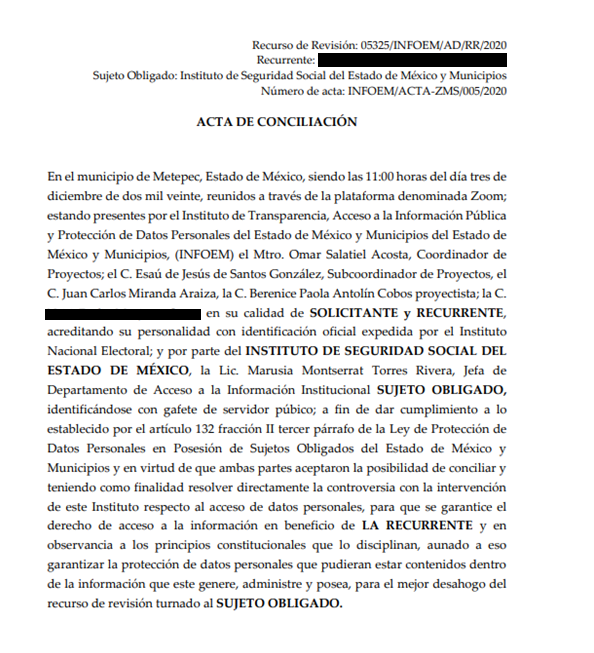 Recurso de Revisión: 05325/INFOEM/AD/RR/2020
Recurrente:
Sujeto Obligado: Instituto de Seguridad Social del Estado de México y Municipios
Número de acta: INFOEM/ACTA-ZMS/005/2020
ACTA DE CONCILIACIÓN
En el municipio de Metepec, Estado de México, siendo las 11:00 horas del día tres de
diciembre de dos mil veinte, reunidos a través de la plataforma denominada Zoom;
estando presentes por el Instituto de Transparencia, Acceso a la Información Pública
y Protección de Datos Personales del Estado de México y Municipios del Estado de
México y Municipios, (INFOEM) el Mtro. Omar Salatiel Acosta, Coordinador de
Proyectos; el C. Esaú de Jesús de Santos González, Subcoordinador de Proyectos, el
C. Juan Carlos Miranda Araiza, la C. Berenice Paola Antolín Cobos proyectista; la C.
en su calidad de SOLICITANTE y RECURRENTE,
acreditando su personalidad con identificación oficial expedida por el Instituto
Nacional Electoral; y por parte del INSTITUTO DE SEGURIDAD SOCIAL DEL
ESTADO DE MÉXICO, la Lic. Marusia Montserrat Torres Rivera, Jefa de
Departamento de Acceso a la Información Institucional SUJETO OBLIGADO,
identificándose con gafete de servidor púbico; a fin de dar cumplimiento a lo
establecido por el artículo 132 fracción II tercer párrafo de la Ley de Protección de
Datos Personales en Posesión de Sujetos Obligados del Estado de México y
Municipios y en virtud de que ambas partes aceptaron la posibilidad de conciliar y
teniendo como finalidad resolver directamente la controversia con la intervención
de este Instituto respecto al acceso de datos personales, para que se garantice el
derecho de acceso a la información en beneficio de LA RECURRENTE y en
observancia a los principios constitucionales que lo disciplinan, aunado a eso
garantizar la protección de datos personales que pudieran estar contenidos dentro
de la información que este genere, administre y posea, para el mejor desahogo del
recurso de revisión turnado al SUJETO OBLIGADO.